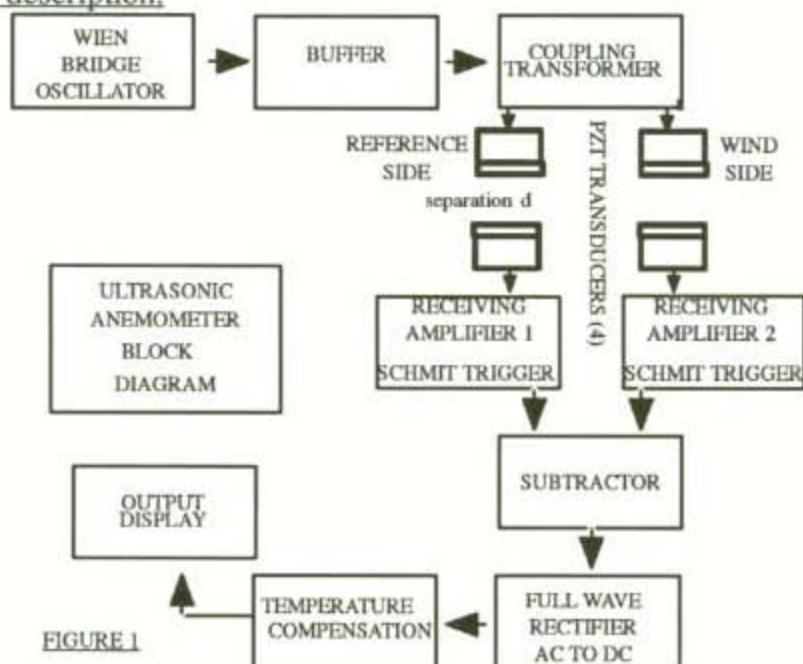 description.
WIEN
BRIDGE
OSCILLATOR
BUFFER
COUPLING
TRANSFORMER
REFERENCE
SIDE
PZT TRANSDUCERS (4)
WIND
SIDE
separation d
ULTRASONIC
ANEMOMETER
BLOCK
DIAGRAM
RECEIVING
AMPLIFIER 1
SCHMIT TRIGGER
RECEIVING
AMPLIFIER 2
SCHMIT TRIGGER
SUBTRACTOR
OUTPUT
DISPLAY
TEMPERATURE
COMPENSATION
FULL WAVE
RECTIFIER
AC TO DC
FIGURE 1